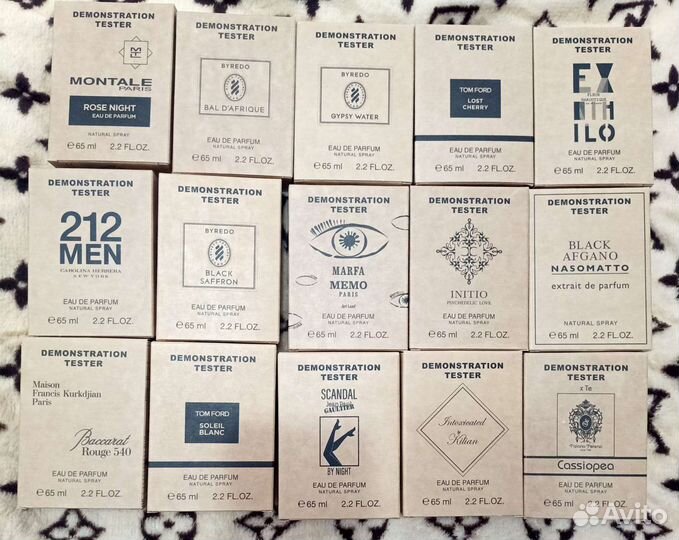 DEMONSTRATION
TESTER
MONTALE
PARIS
ROSE NIGHT
EAU DE PARFUM
NATURAL SPRAY
℮ 65 ml 2.2 FL.OZ.
DEMONSTRATION
TESTER
BYREDO
BAL D'AFRIQUE
EAU DE PARFUM
NATURAL SPRAY
℮ 65 ml 2.2 FL.OZ.
DEMONSTRATION
TESTER
BYREDO
GYPSY WATER
EAU DE PARFUM
NATURAL SPRAY
℮ 65 ml 2.2 FL.OZ.
DEMONSTRATION
TESTER
TOM FORD
LOST
CHERRY
EAU DE PARFUM
NATURAL SPRAY
℮ 65 ml 2.2 FL.OZ.
DEMONSTRATION
TESTER
EX
NIH
ILO
EAU DE PARFUM
NATURAL SPRAY
℮ 65 ml 2.2 FL.OZ.
DEMONSTRATION
TESTER
212
MEN
CAROLINA HERRERA
NEW YORK
EAU DE PARFUM
NATURAL SPRAY
℮ 65 ml 2.2 FL.OZ.
DEMONSTRATION
TESTER
BYREDO
BLACK
SAFFRON
EAU DE PARFUM
NATURAL SPRAY
℮ 65 ml 2.2 FL.OZ.
DEMONSTRATION
TESTER
MARFA
MEMO
PARIS
Art Land
EAU DE PARFUM
NATURAL SPRAY
℮ 65 ml 2.2 FL.OZ.
DEMONSTRATION
TESTER
INITIO
PSYCHEDELIC LOVE
EAU DE PARFUM
NATURAL SPRAY
℮ 65 ml 2.2 FL.OZ.
DEMONSTRATION
TESTER
BLACK
AFGANO
NASOMATTO
extrait de parfum
NATURAL SPRAY
℮ 65 ml 2.2 FL.OZ.
DEMONSTRATION
TESTER
Maison
Francis Kurkdjian
Paris
Baccarat
Rouge 540
EAU DE PARFUM
NATURAL SPRAY
℮ 65 ml 2.2 FL.OZ.
DEMONSTRATION
TESTER
TOM FORD
SOLEIL
BLANC
EAU DE PARFUM
NATURAL SPRAY
℮ 65 ml 2.2 FL.OZ.
DEMONSTRATION
TESTER
SCANDAL
Jean Paul
GAULTIER
BY NIGHT
EAU DE PARFUM
NATURAL SPRAY
℮ 65 ml 2.2 FL.OZ.
DEMONSTRATION
TESTER
Intoxicated
by
Kilian
EAU DE PARFUM
NATURAL SPRAY
℮ 65 ml 2.2 FL.OZ.
DEMONSTRATION
TESTER
x Te
Tiziana Terenzi
Cassiopea
EAU DE PARFUM
NATURAL SPRAY
℮ 65 ml 2.2 FL.OZ.
Avito